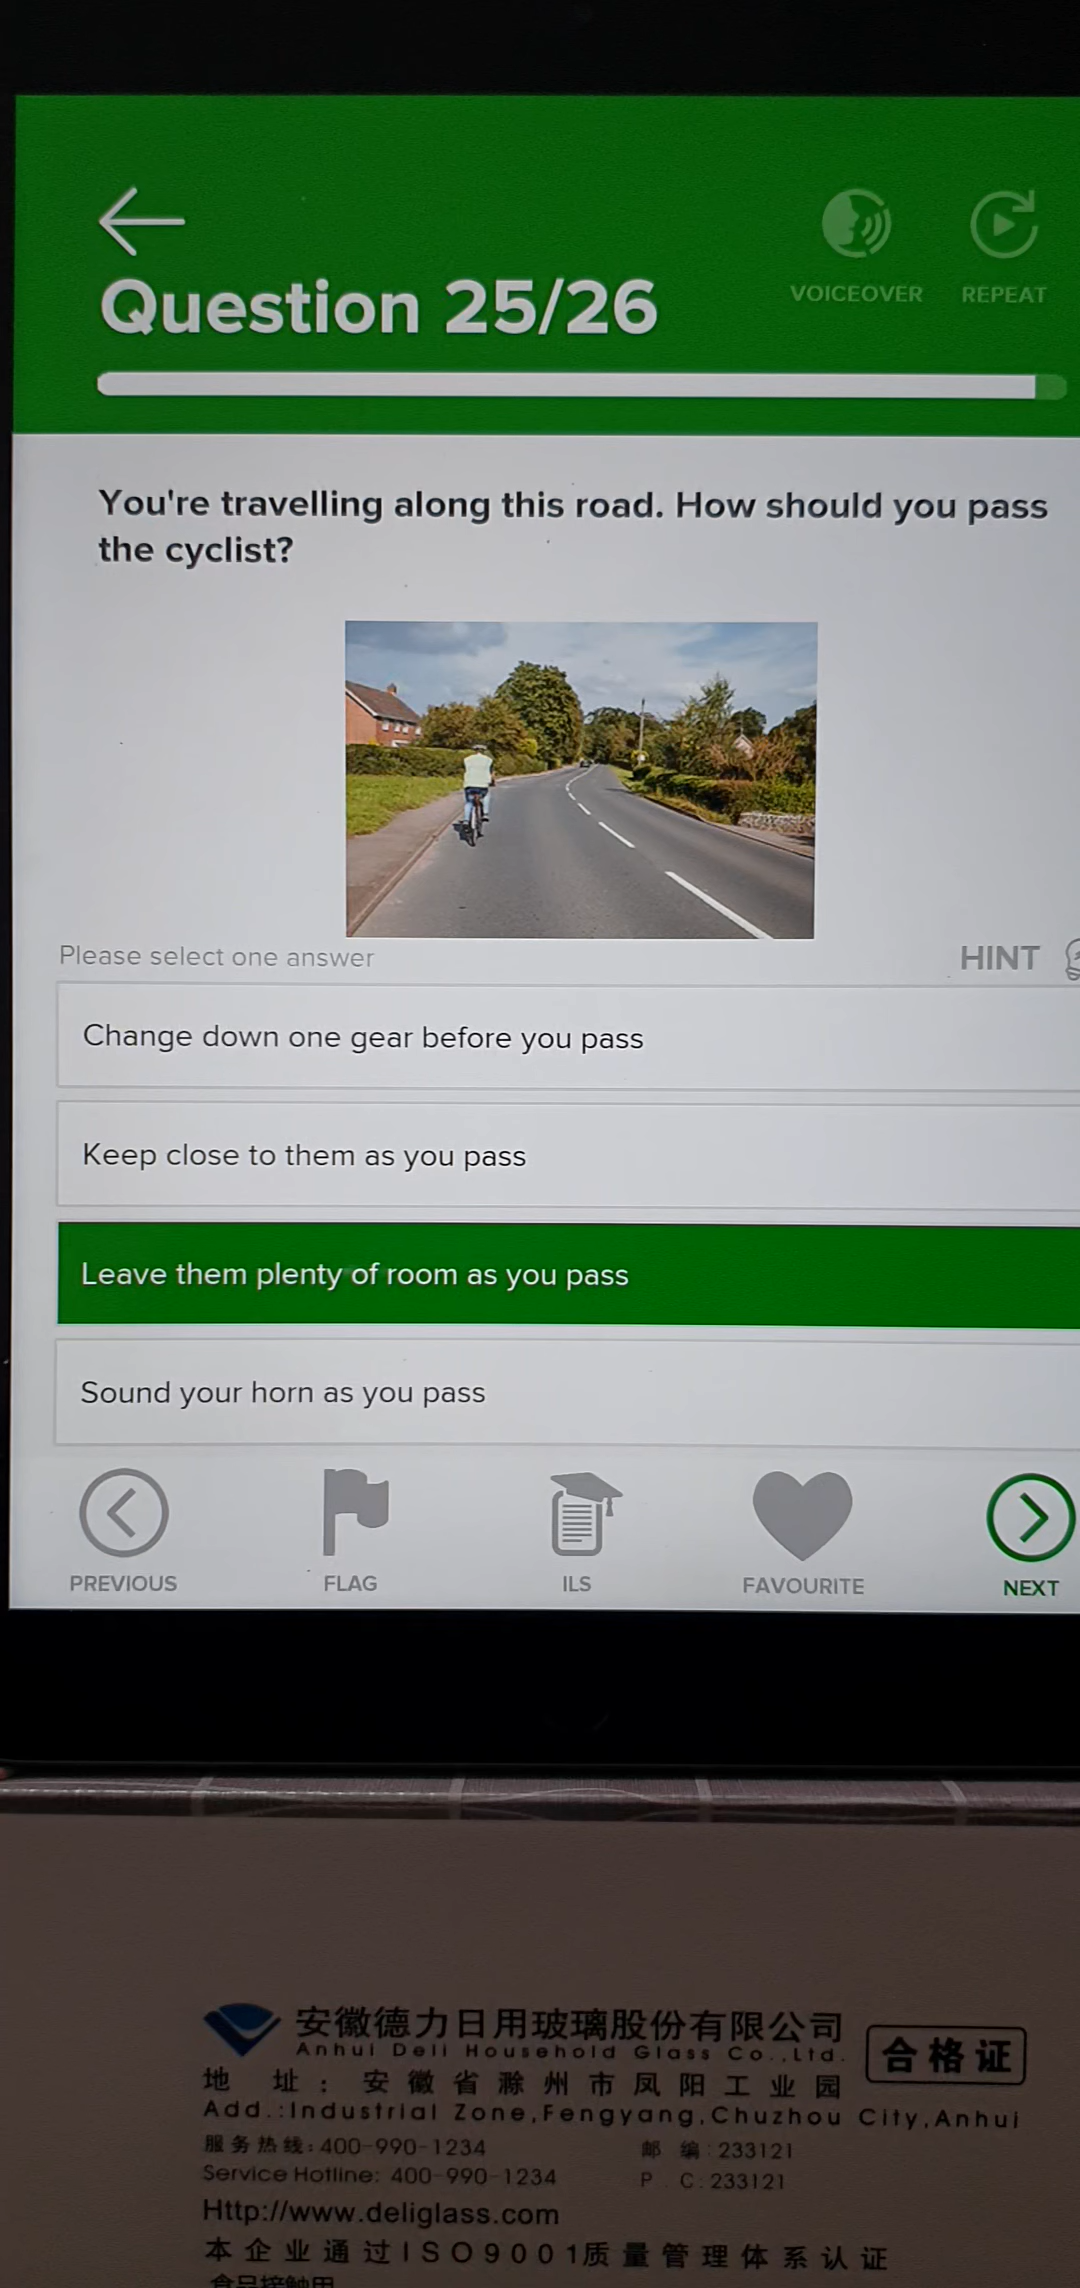 VOICEOVER
REPEAT
Question 25/26
You're travelling along this road. How should you pass
the cyclist?
Please select one answer
HINT
Change down one gear before you pass
Keep close to them as you pass
Leave them plenty of room as you pass
Sound your horn as you pass
PREVIOUS
FLAG
ILS
FAVOURITE
NEXT
安徽德力日用玻璃股份有限公司
Anhui Deli Household Glass Co.,Ltd.
合格证
地 址：安徽省滁州市凤阳工业园
Add.:Industrial Zone,Fengyang,Chuzhou City,Anhui
服务热线:400-990-1234 邮 编:233121
Service Hotline: 400-990-1234 P . C:233121
Http://www.deliglass.com
本企业通过ISO9001质量管理体系认证
食品接触用